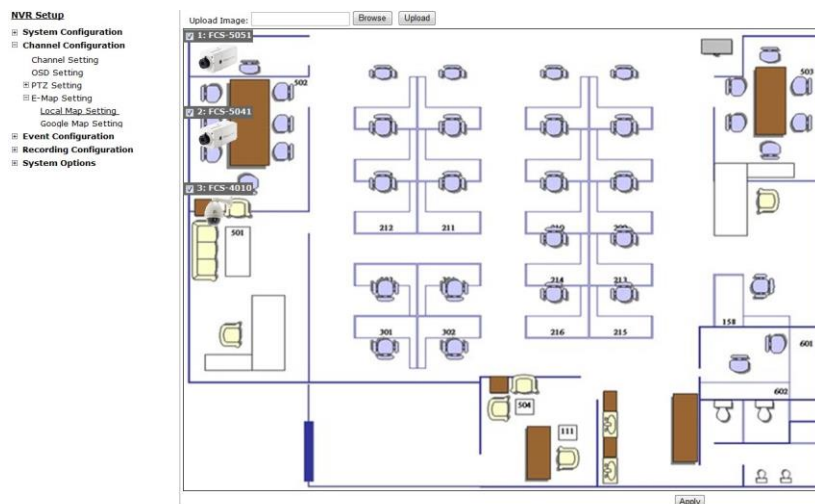 NVR Setup
System Configuration
Channel Configuration
Channel Setting
OSD Setting
PTZ Setting
E-Map Setting
Local Map Setting
Google Map Setting
Event Configuration
Recording Configuration
System Options
Upload Image: Browse Upload
1: FCS-5051
502
503
2: FCS-5041
3: FCS-4010
501
212 211
214 213
301 302
216 215
158
601
602
504
111
Apply